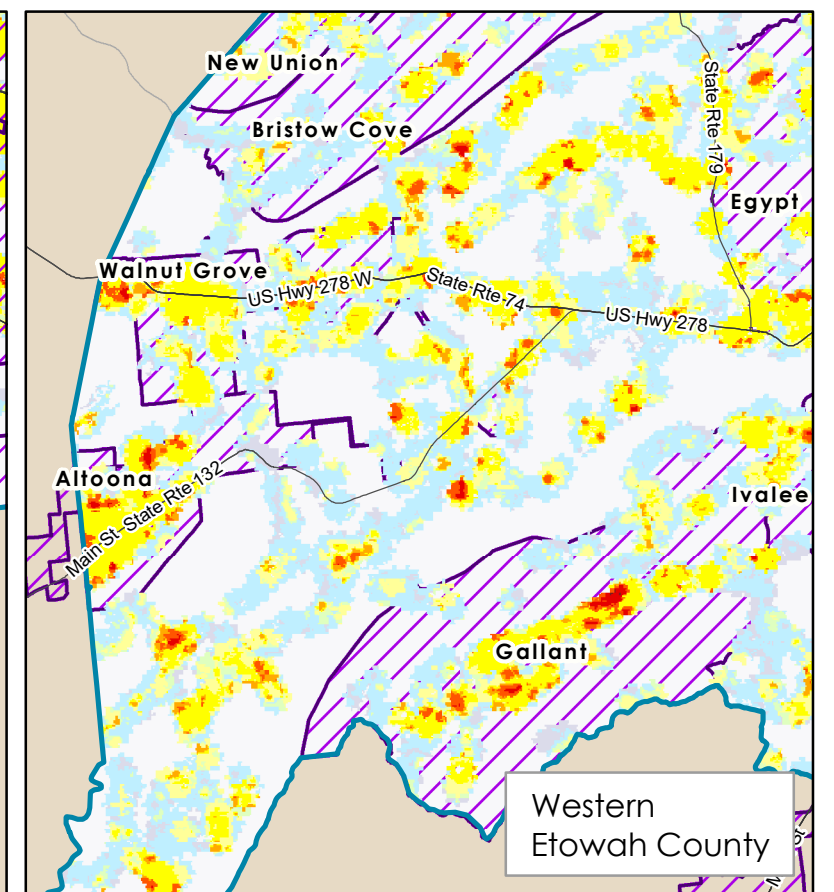 New Union
State Rte 179
Bristow Cove
Egypt
Walnut Grove
US Hwy 278 W
State Rte 74
US Hwy 278
Altoona
Main St
State Rte 132
Ivalee
Gallant
Western
Etowah County